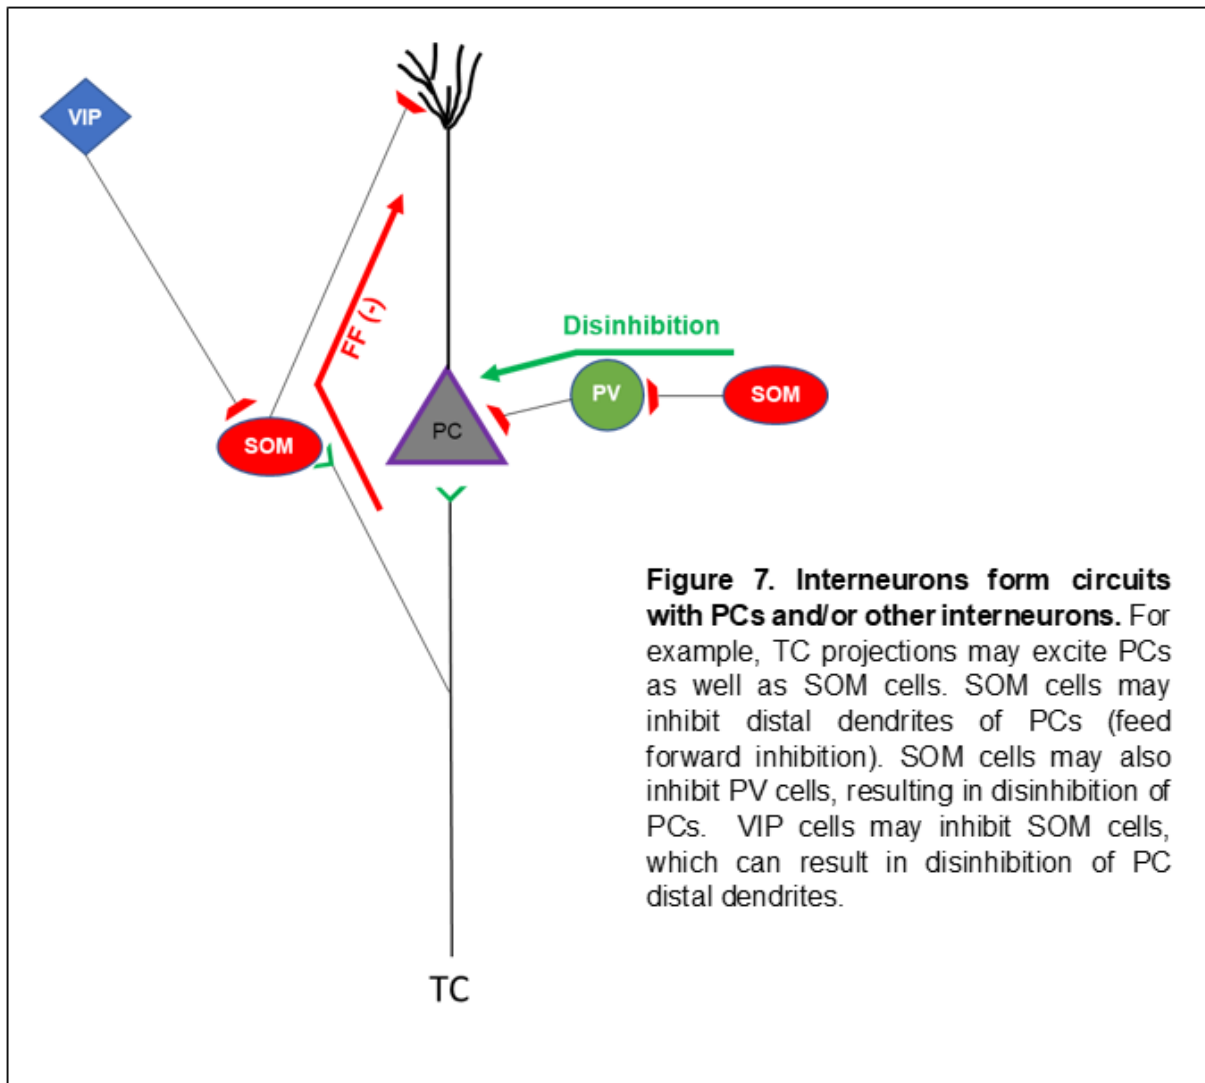 VIP
FF (-)
Disinhibition
PV
SOM
PC
SOM
Figure 7. Interneurons form circuits
with PCs and/or other interneurons. For
example, TC projections may excite PCs
as well as SOM cells. SOM cells may
inhibit distal dendrites of PCs (feed
forward inhibition). SOM cells may also
inhibit PV cells, resulting in disinhibition of
PCs. VIP cells may inhibit SOM cells,
which can result in disinhibition of PC
distal dendrites.
TC